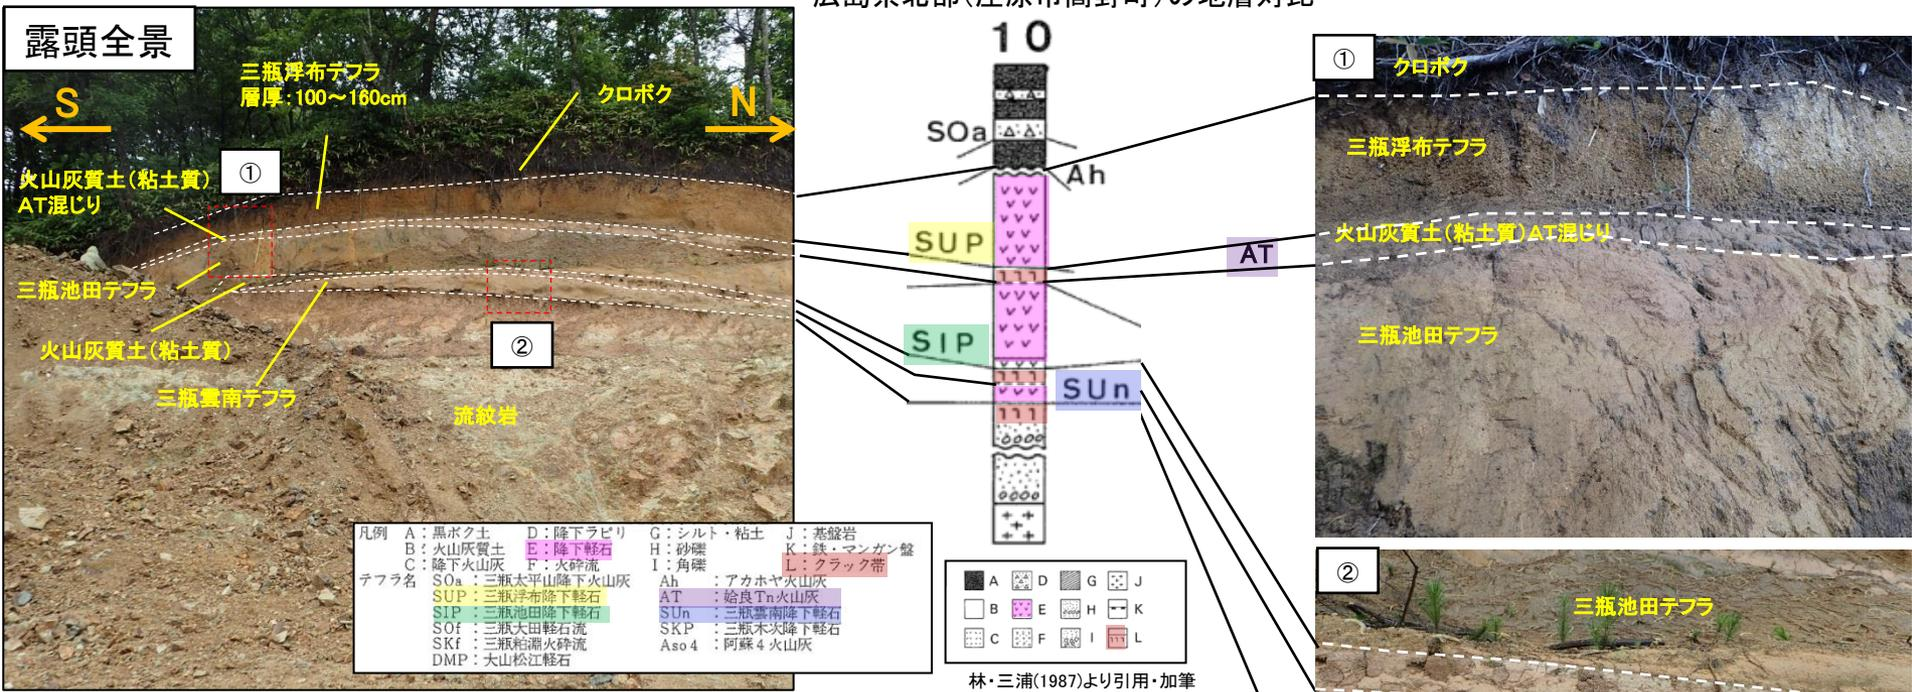 広島県北部(庄原市高野町)の地層対比
露頭全景
S
N
三瓶浮布テフラ
層厚:100～160cm
クロボク
①
火山灰質土(粘土質)
AT混じり
三瓶池田テフラ
火山灰質土(粘土質)
②
三瓶雲南テフラ
流紋岩
凡例 A:黒ボク土 D:降下ラピリ G:シルト・粘土 J:基盤岩
B:火山灰質土 E:降下軽石 H:砂礫 K:鉄・マンガン盤
C:降下火山灰 F:火砕流 I:角礫 L:クラック帯
テフラ名 SOa:三瓶太平山降下火山灰 Ah:アカホヤ火山灰
SUP:三瓶浮布降下軽石 AT:姶良Tn火山灰
SIP:三瓶池田降下軽石 SUn:三瓶雲南降下軽石
SOf:三瓶大田軽石流 SKP:三瓶木次降下軽石
SKf:三瓶粕淵火砕流 Aso4:阿蘇4火山灰
DMP:大山松江軽石
10
SOa
Ah
SUP
AT
SIP
SUn
A D G J
B E H K
C F I L
林・三浦(1987)より引用・加筆
①
クロボク
三瓶浮布テフラ
火山灰質土(粘土質)AT混じり
三瓶池田テフラ
②
三瓶池田テフラ